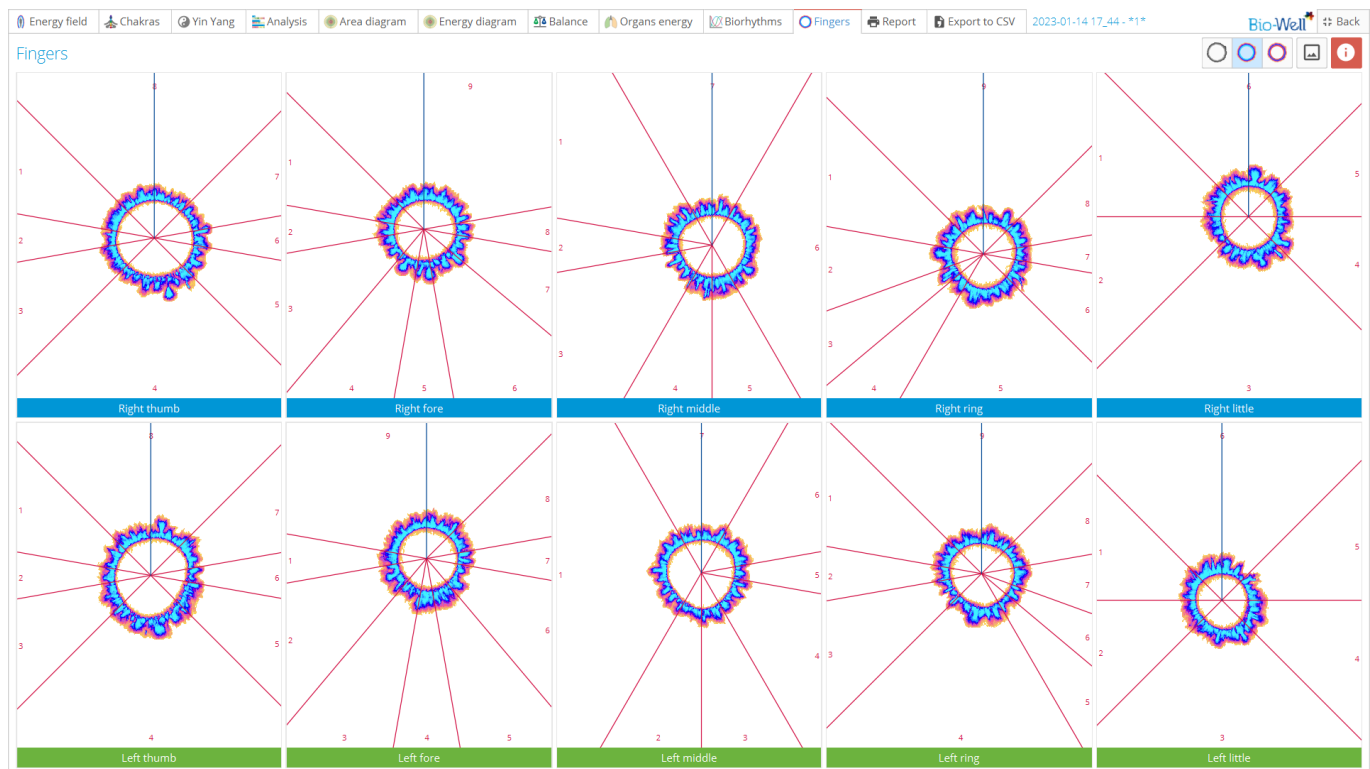 Energy field Chakras Yin Yang Analysis Area diagram Energy diagram Balance Organs energy Biorhythms Fingers Report Export to CSV 2023-01-14 17_44 - *1* Bio-Well Back
Fingers
8 1 7 2 6 5 3 4
Right thumb
9 1 2 8 3 4 5 6
Right fore
7 1 2 7 3 4 5
Right middle
9 1 6 7 2 6 3 4 5
Right ring
6 1 5 8 4 2 3
Right little
8 1 7 2 6 5 3 4
Left thumb
9 8 1 7 6 2 3 4 5
Left fore
7 6 1 5 4 2 3
Left middle
9 1 2 6 3 5 4
Left ring
6 8 1 5 7 2 4 3
Left little